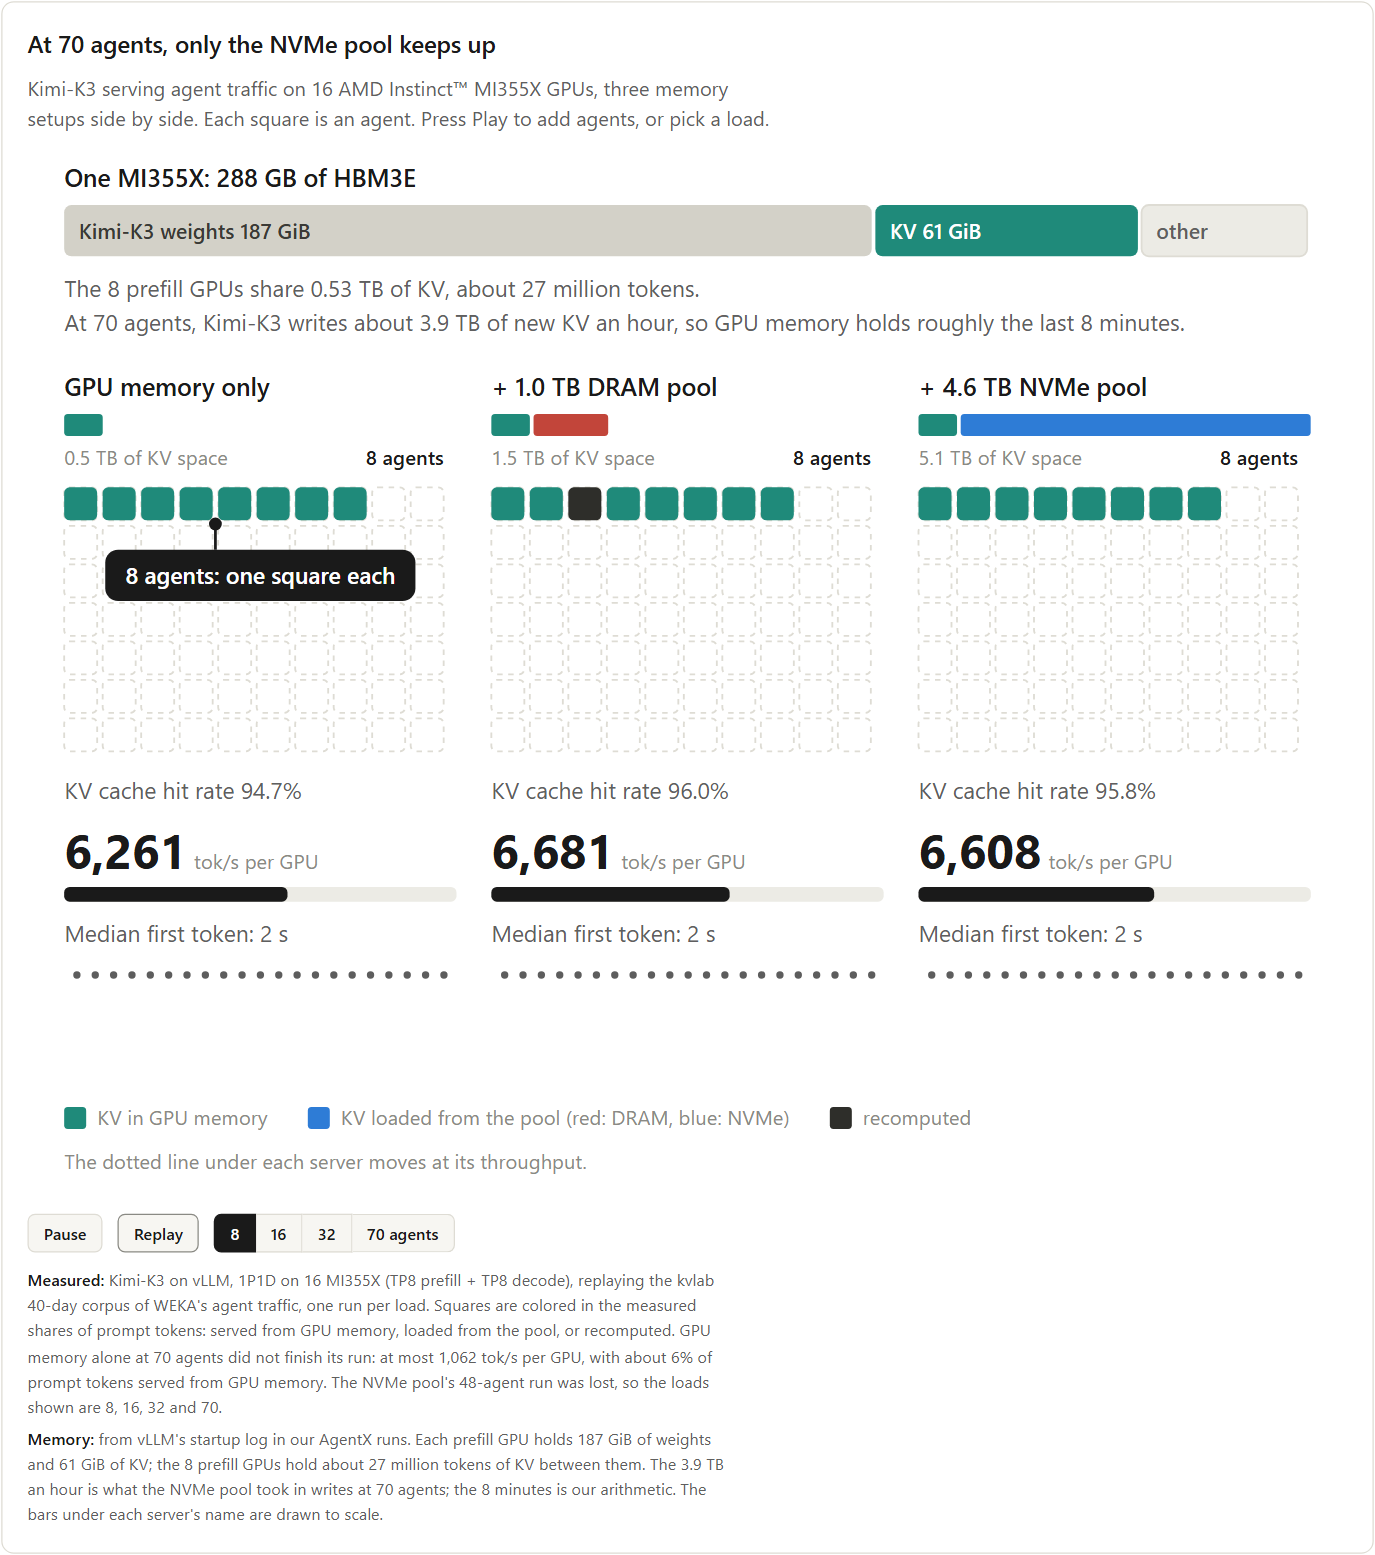 At 70 agents, only the NVMe pool keeps up
Kimi-K3 serving agent traffic on 16 AMD Instinct™ MI355X GPUs, three memory
setups side by side. Each square is an agent. Press Play to add agents, or pick a load.
One MI355X: 288 GB of HBM3E
Kimi-K3 weights 187 GiB
KV 61 GiB
other
The 8 prefill GPUs share 0.53 TB of KV, about 27 million tokens.
At 70 agents, Kimi-K3 writes about 3.9 TB of new KV an hour, so GPU memory holds roughly the last 8 minutes.
GPU memory only
0.5 TB of KV space
8 agents
8 agents: one square each
KV cache hit rate 94.7%
6,261 tok/s per GPU
Median first token: 2 s
+ 1.0 TB DRAM pool
1.5 TB of KV space
8 agents
KV cache hit rate 96.0%
6,681 tok/s per GPU
Median first token: 2 s
+ 4.6 TB NVMe pool
5.1 TB of KV space
8 agents
KV cache hit rate 95.8%
6,608 tok/s per GPU
Median first token: 2 s
KV in GPU memory
KV loaded from the pool (red: DRAM, blue: NVMe)
recomputed
The dotted line under each server moves at its throughput.
Pause
Replay
8
16
32
70 agents
Measured: Kimi-K3 on vLLM, 1P1D on 16 MI355X (TP8 prefill + TP8 decode), replaying the kvlab
40-day corpus of WEKA's agent traffic, one run per load. Squares are colored in the measured
shares of prompt tokens: served from GPU memory, loaded from the pool, or recomputed. GPU
memory alone at 70 agents did not finish its run: at most 1,062 tok/s per GPU, with about 6% of
prompt tokens served from GPU memory. The NVMe pool's 48-agent run was lost, so the loads
shown are 8, 16, 32 and 70.
Memory: from vLLM's startup log in our AgentX runs. Each prefill GPU holds 187 GiB of weights
and 61 GiB of KV; the 8 prefill GPUs hold about 27 million tokens of KV between them. The 3.9 TB
an hour is what the NVMe pool took in writes at 70 agents; the 8 minutes is our arithmetic. The
bars under each server's name are drawn to scale.